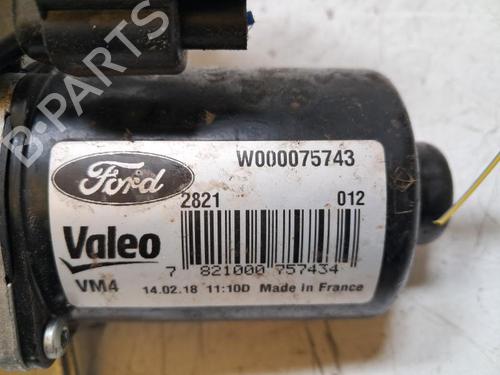 B-PARTS
W000075743
Ford
2821 012
Valeo
7 821000 757434
VM4 14.02.18 11:10D Made in France